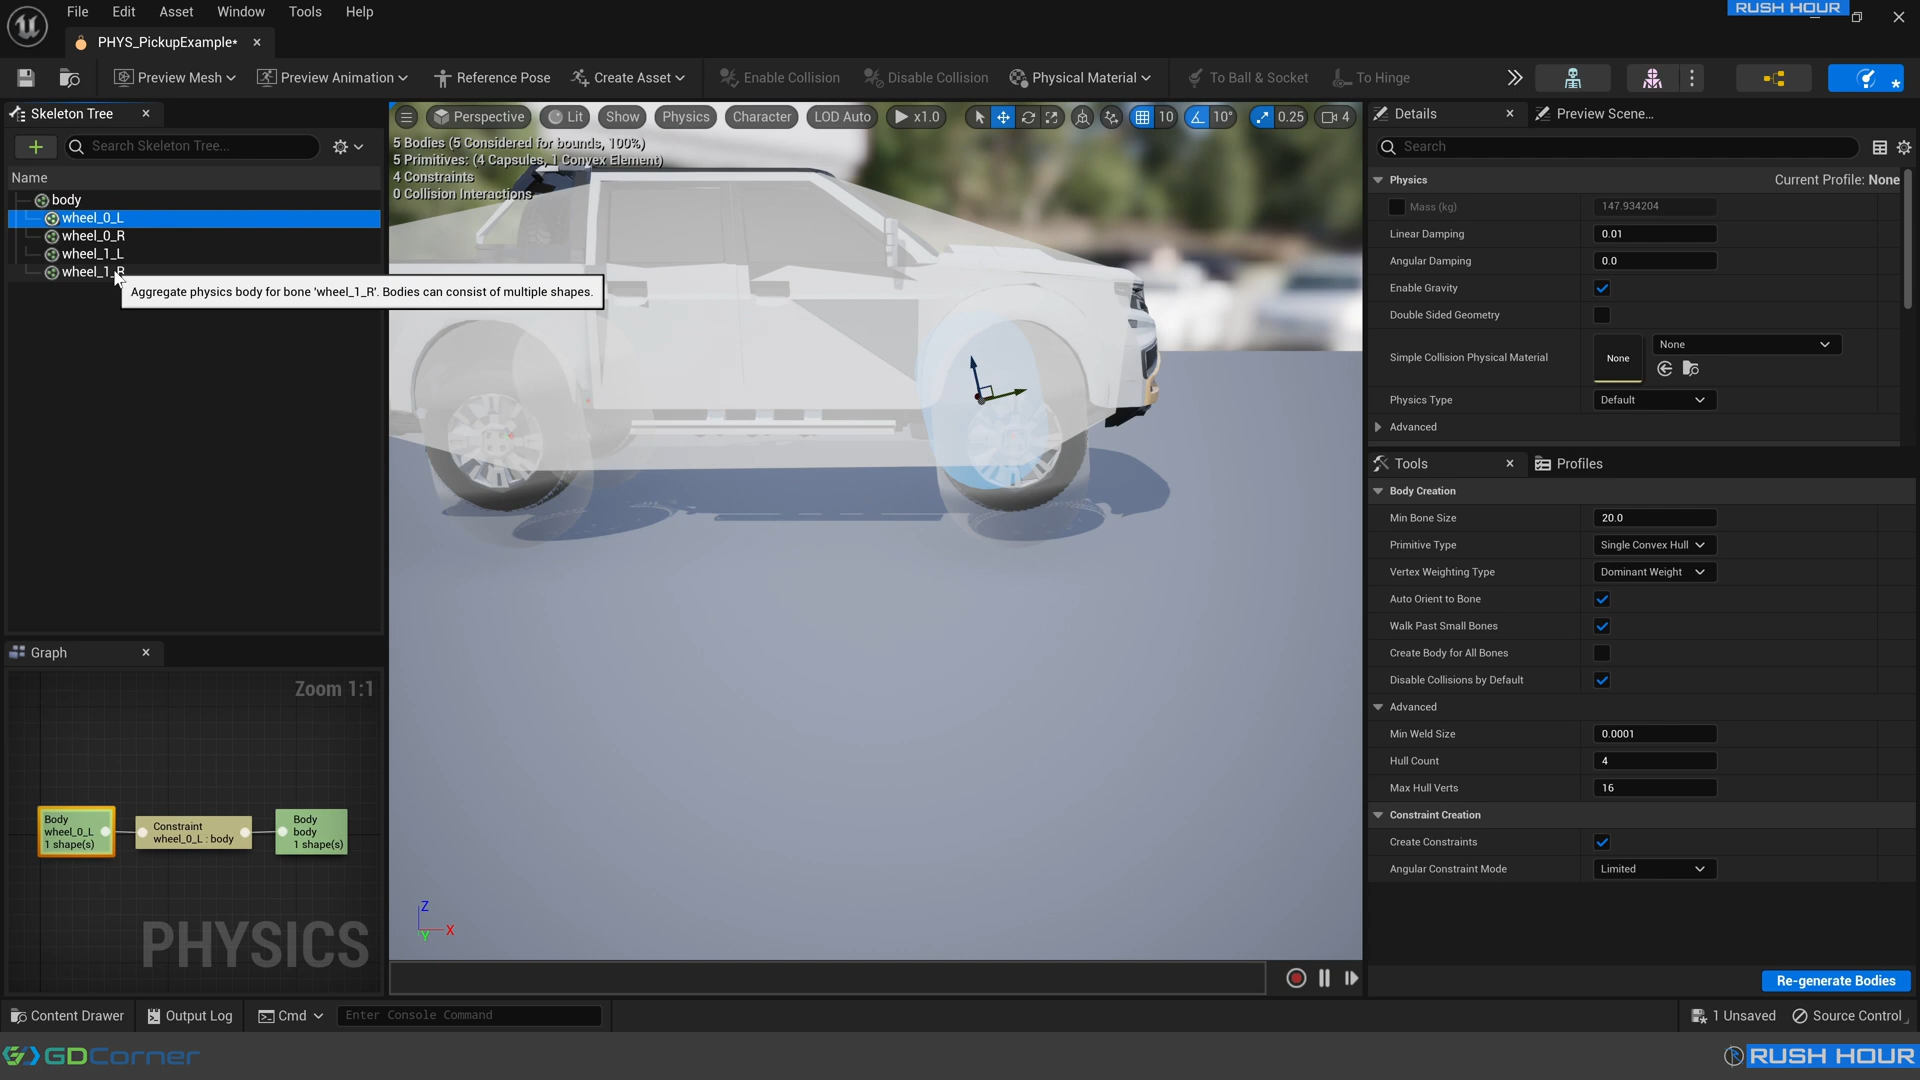 File Edit Asset Window Tools Help
RUSH HOUR
PHYS_PickupExample*
Preview Mesh
Preview Animation
Reference Pose
Create Asset
Enable Collision
Disable Collision
Physical Material
To Ball & Socket
To Hinge
Skeleton Tree
Search Skeleton Tree...
Name
body
wheel_0_L
wheel_0_R
wheel_1_L
wheel_1_R
Aggregate physics body for bone 'wheel_1_R'. Bodies can consist of multiple shapes.
Perspective
Lit
Show
Physics
Character
LOD Auto
x1.0
10
10°
0.25
4
5 Bodies (5 Considered for bounds, 100%)
5 Primitives: (4 Capsules, 1 Convex Element)
4 Constraints
0 Collision Interactions
Z
X
Y
Graph
Zoom 1:1
Body
wheel_0_L
1 shape(s)
Constraint
wheel_0_L : body
Body
body
1 shape(s)
PHYSICS
Details
Preview Scene...
Search
Physics
Current Profile: None
Mass (kg) 147.934204
Linear Damping 0.01
Angular Damping 0.0
Enable Gravity
Double Sided Geometry
Simple Collision Physical Material None None
Physics Type Default
Advanced
Tools
Profiles
Body Creation
Min Bone Size 20.0
Primitive Type Single Convex Hull
Vertex Weighting Type Dominant Weight
Auto Orient to Bone
Walk Past Small Bones
Create Body for All Bones
Disable Collisions by Default
Advanced
Min Weld Size 0.0001
Hull Count 4
Max Hull Verts 16
Constraint Creation
Create Constraints
Angular Constraint Mode Limited
Re-generate Bodies
Content Drawer
Output Log
Cmd
Enter Console Command
1 Unsaved
Source Control
GDCorner
RUSH HOUR